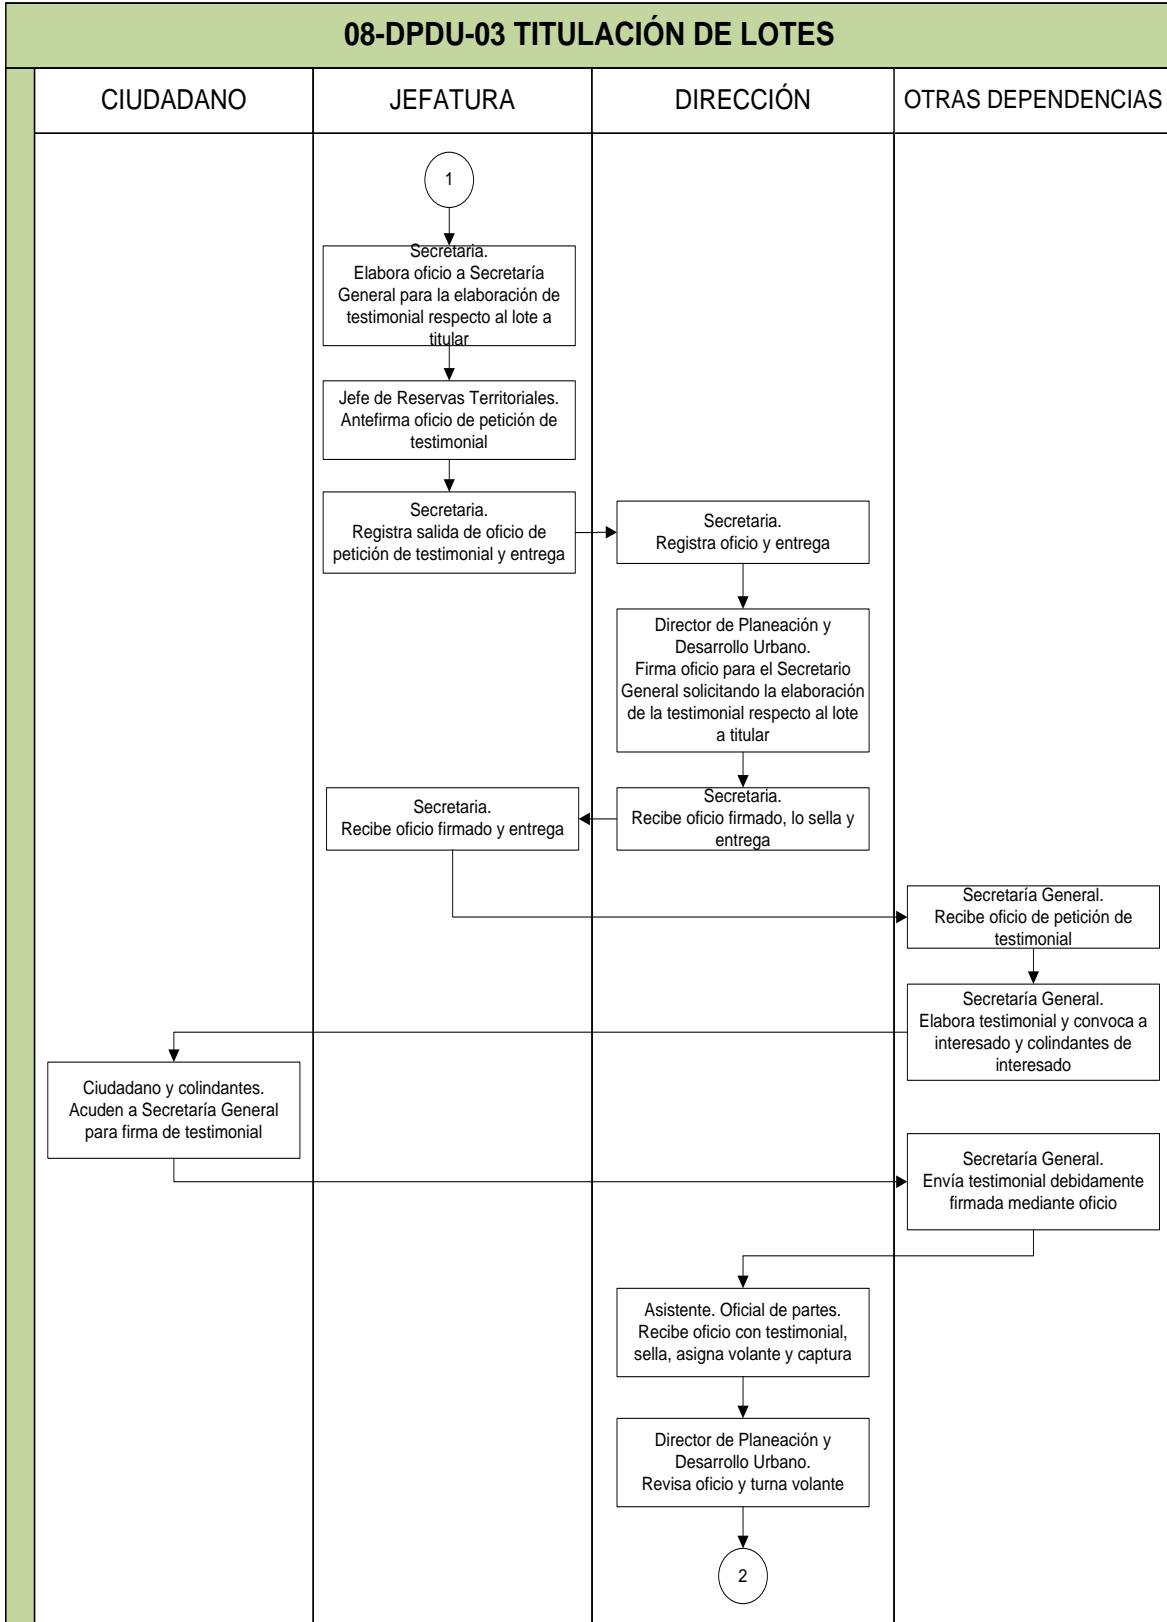 08-DPDU-03 TITULACIÓN DE LOTES
CIUDADANO
JEFATURA
DIRECCIÓN
OTRAS DEPENDENCIAS
1
Secretaria.
Elabora oficio a Secretaría
General para la elaboración de
testimonial respecto al lote a
titular
Jefe de Reservas Territoriales.
Antefirma oficio de petición de
testimonial
Secretaria.
Registra salida de oficio de
petición de testimonial y entrega
Secretaria.
Registra oficio y entrega
Director de Planeación y
Desarrollo Urbano.
Firma oficio para el Secretario
General solicitando la elaboración
de la testimonial respecto al lote
a titular
Secretaria.
Recibe oficio firmado, lo sella y
entrega
Secretaria.
Recibe oficio firmado y entrega
Secretaría General.
Recibe oficio de petición de
testimonial
Secretaría General.
Elabora testimonial y convoca a
interesado y colindantes de
interesado
Ciudadano y colindantes.
Acuden a Secretaría General
para firma de testimonial
Secretaría General.
Envía testimonial debidamente
firmada mediante oficio
Asistente. Oficial de partes.
Recibe oficio con testimonial,
sella, asigna volante y captura
Director de Planeación y
Desarrollo Urbano.
Revisa oficio y turna volante
2